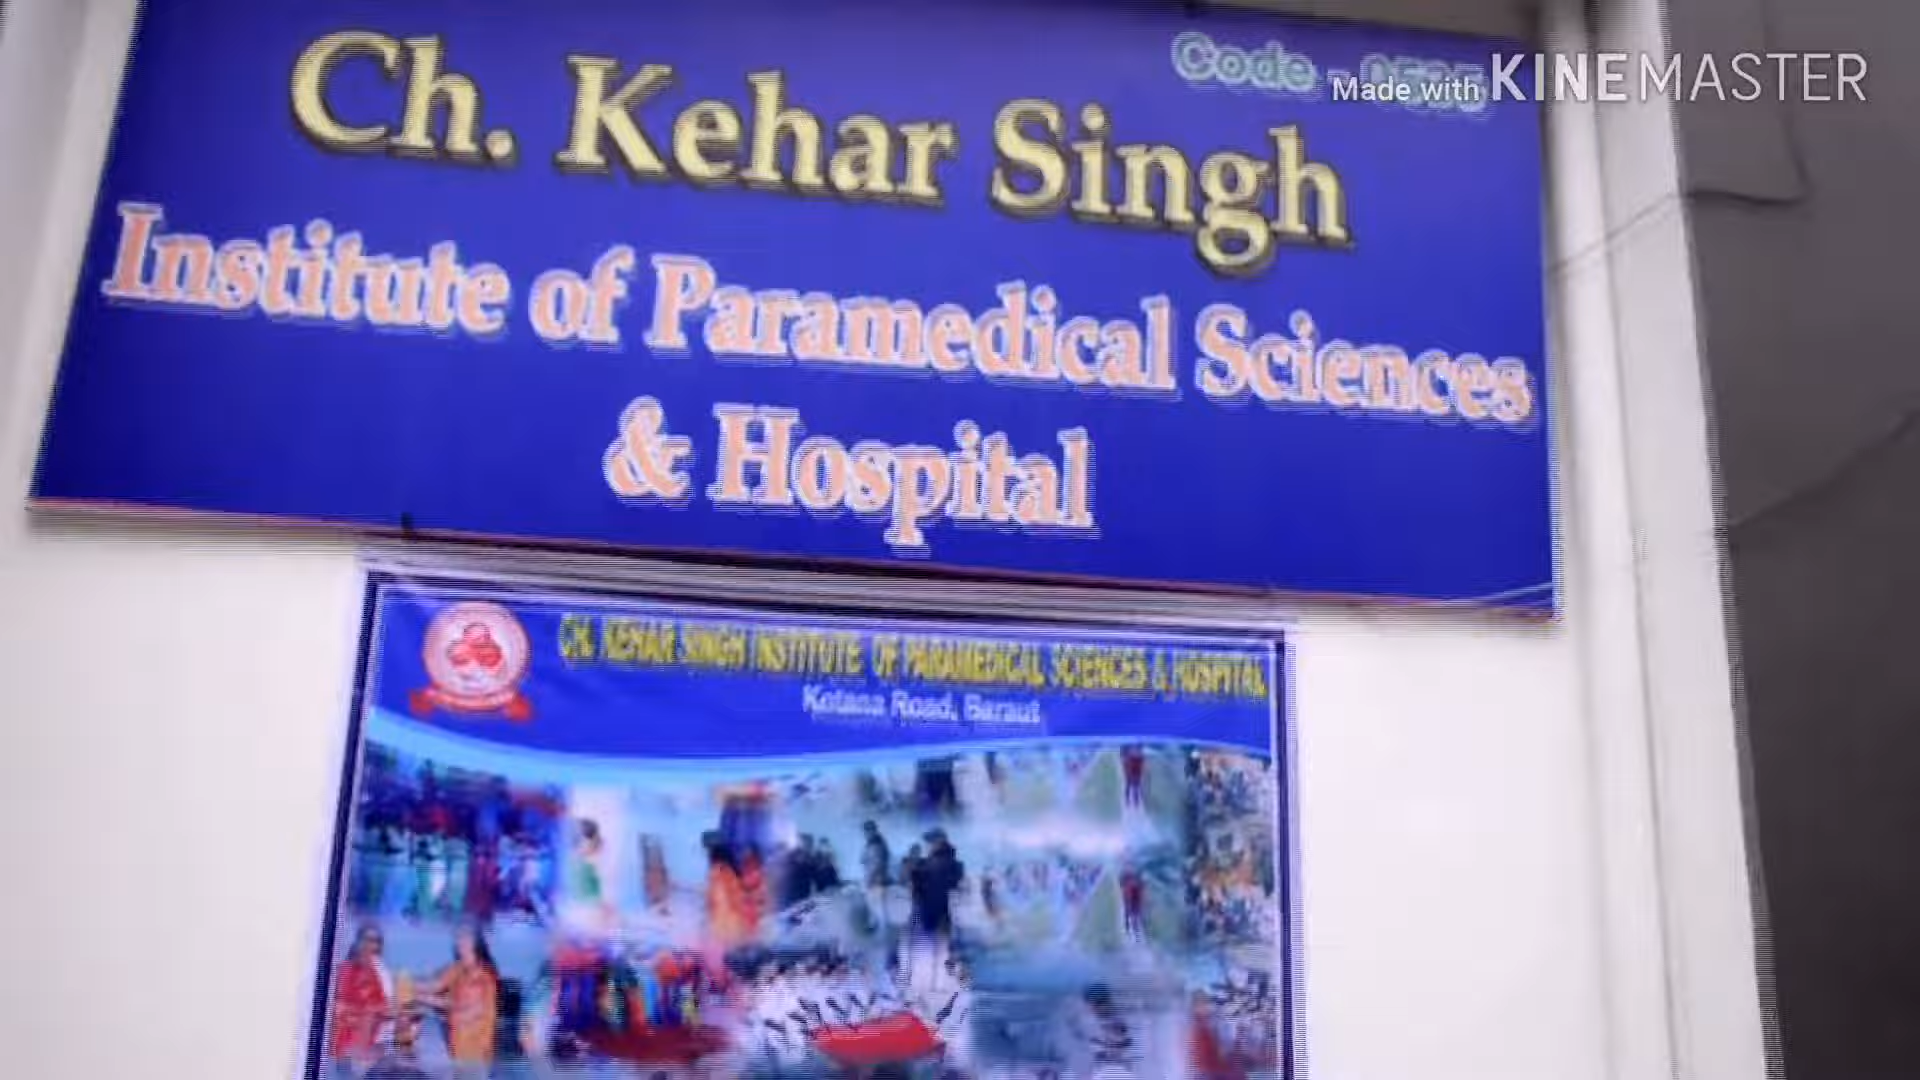 Code -
Made with KINEMASTER
Ch. Kehar Singh
Institute of Paramedical Sciences
& Hospital
CH. KEHAR SINGH INSTITUTE OF PARAMEDICAL SCIENCES & HOSPITAL
Kotana Road, Baraut